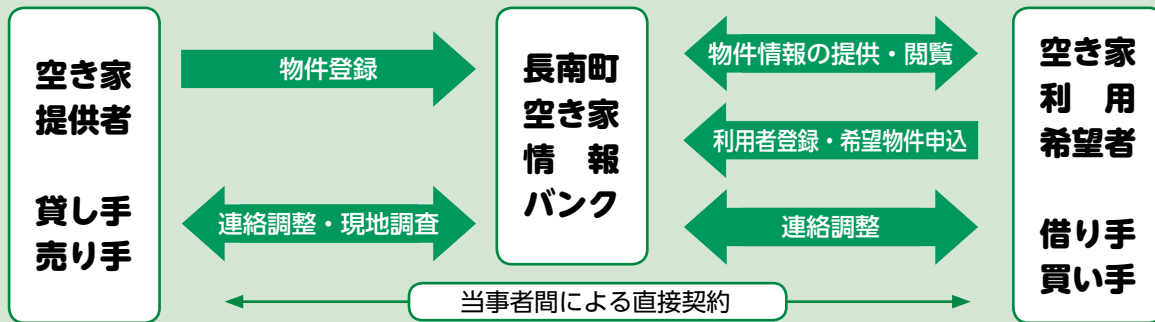 空き家
提供者
貸し手
売り手
物件登録
連絡調整・現地調査
長南町
空き家
情　報
バンク
物件情報の提供・閲覧
利用者登録・希望物件申込
連絡調整
空き家
利　用
希望者
借り手
買い手
当事者間による直接契約